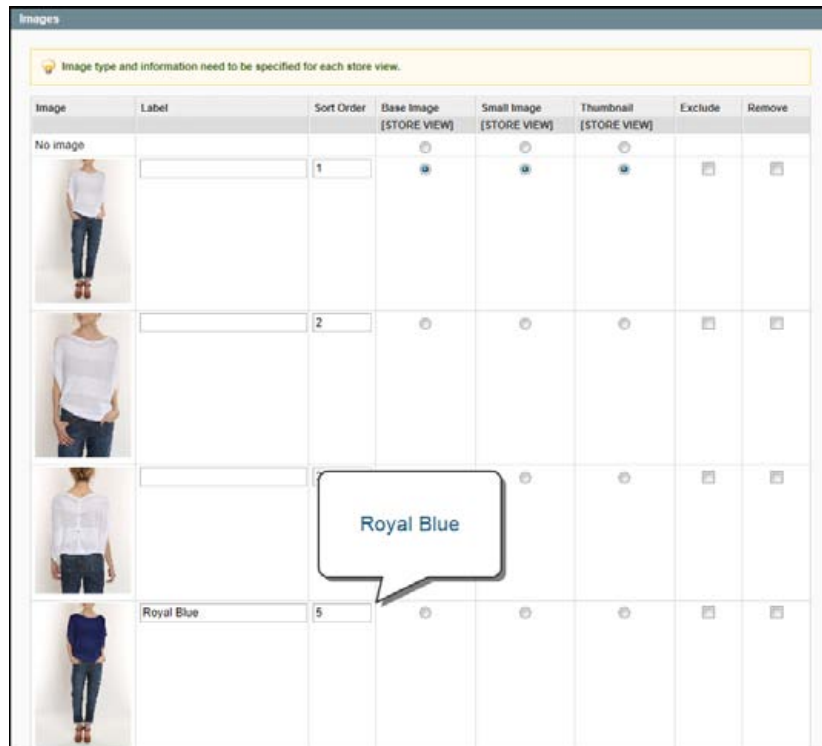 Images
Image type and information need to be specified for each store view.
Image Label Sort Order Base Image Small Image Thumbnail Exclude Remove
[STORE VIEW] [STORE VIEW] [STORE VIEW]
No image
1
2
Royal Blue
Royal Blue 5